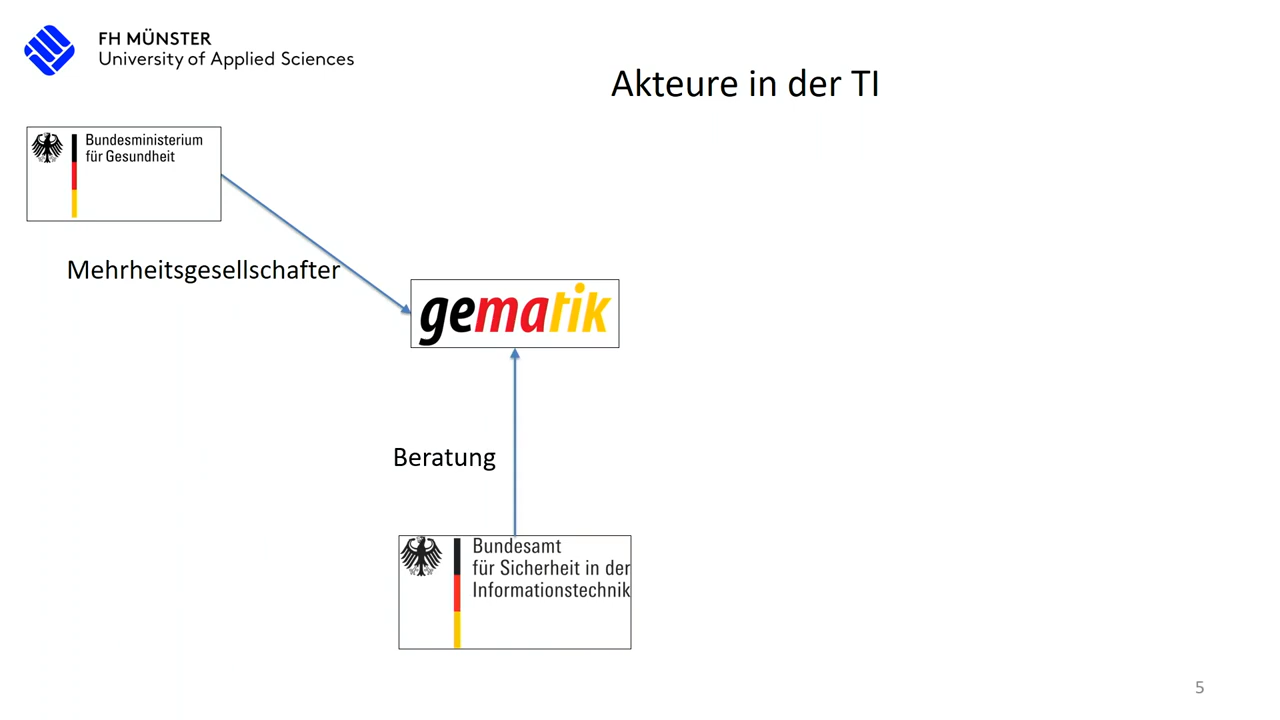 FH MÜNSTER
University of Applied Sciences
Akteure in der TI
Bundesministerium
für Gesundheit
Mehrheitsgesellschafter
gematik
Beratung
Bundesamt
für Sicherheit in der
Informationstechnik
5